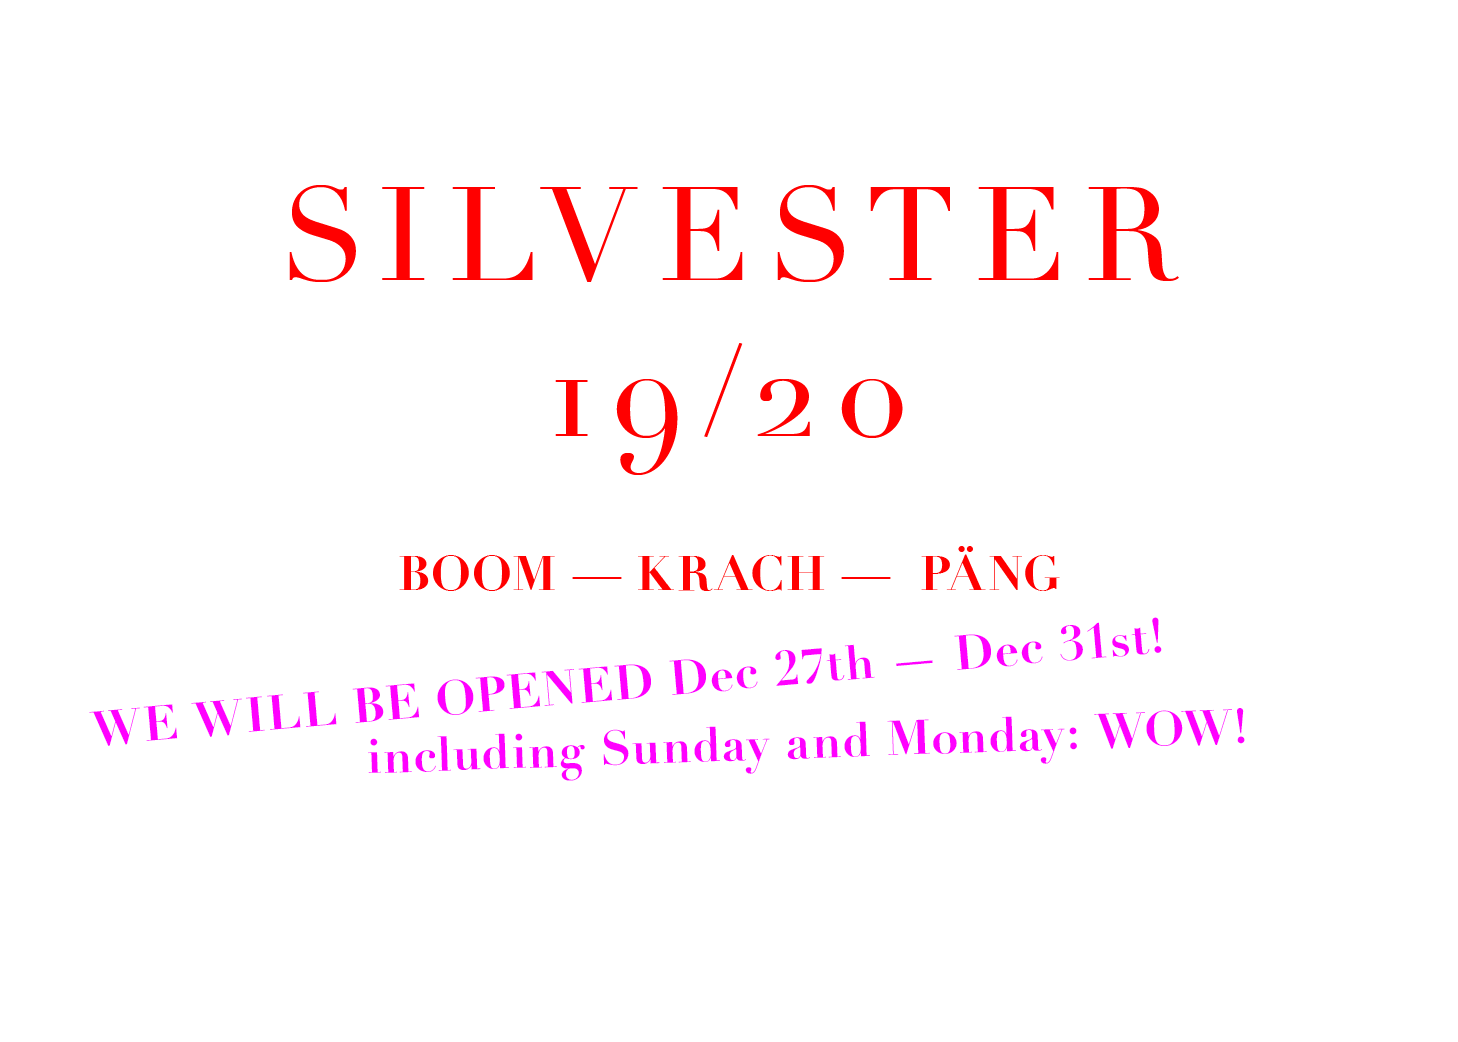 SILVESTER
19/20
BOOM — KRACH — PÄNG
WE WILL BE OPENED Dec 27th — Dec 31st!
including Sunday and Monday: WOW!